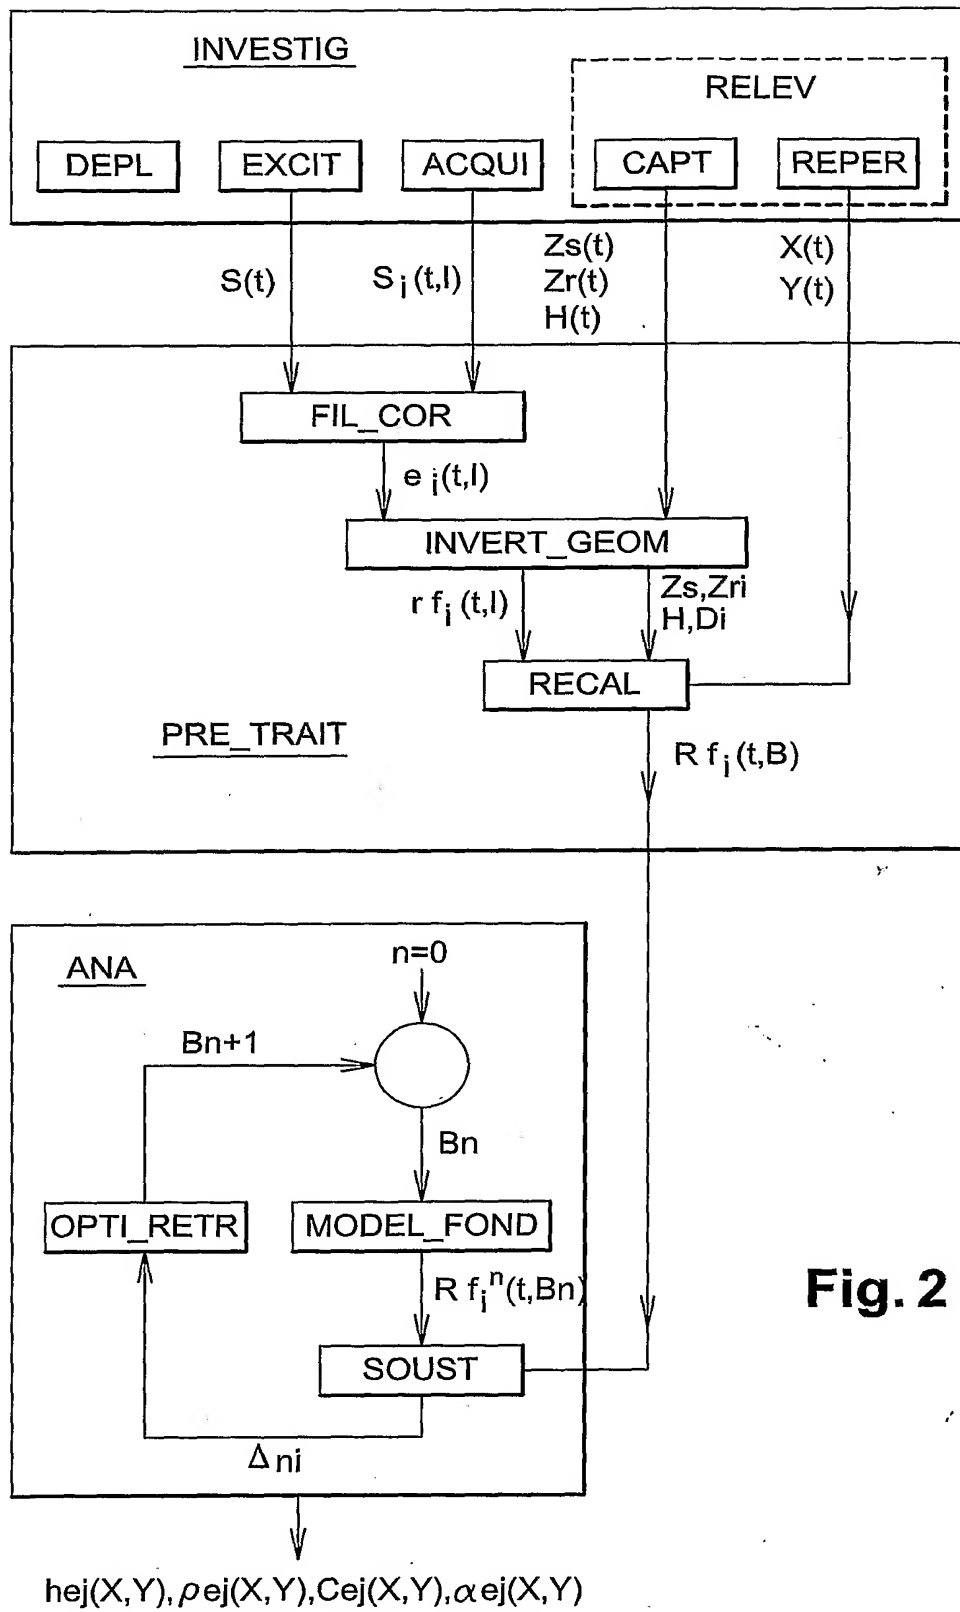 INVESTIG
RELEV
DEPL
EXCIT
ACQUI
CAPT
REPER
S(t)
S i (t,l)
Zs(t)
Zr(t)
H(t)
X(t)
Y(t)
FIL_COR
e i (t,l)
INVERT_GEOM
r f i (t,l)
Zs,Zri
H,Di
RECAL
PRE_TRAIT
R f i (t,B)
ANA
n=0
Bn+1
Bn
OPTI_RETR
MODEL_FOND
R f i n (t,Bn)
Fig. 2
SOUST
Δ ni
hej(X,Y), ρej(X,Y),Cej(X,Y),αej(X,Y)